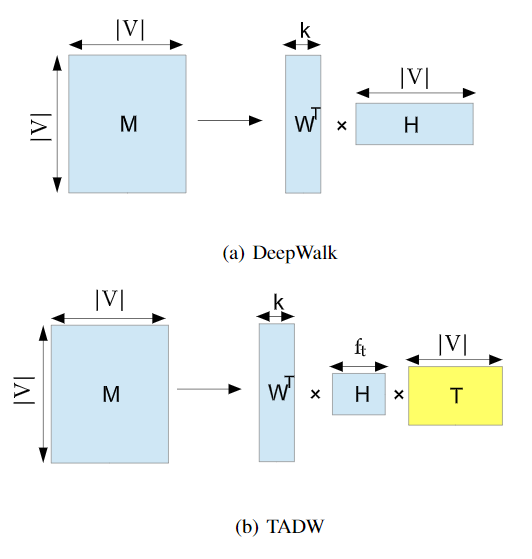 |V|
k
|V|
|V|
M
W^T
×
H
(a) DeepWalk
|V|
k
f_t
|V|
|V|
M
W^T
×
H
×
T
(b) TADW